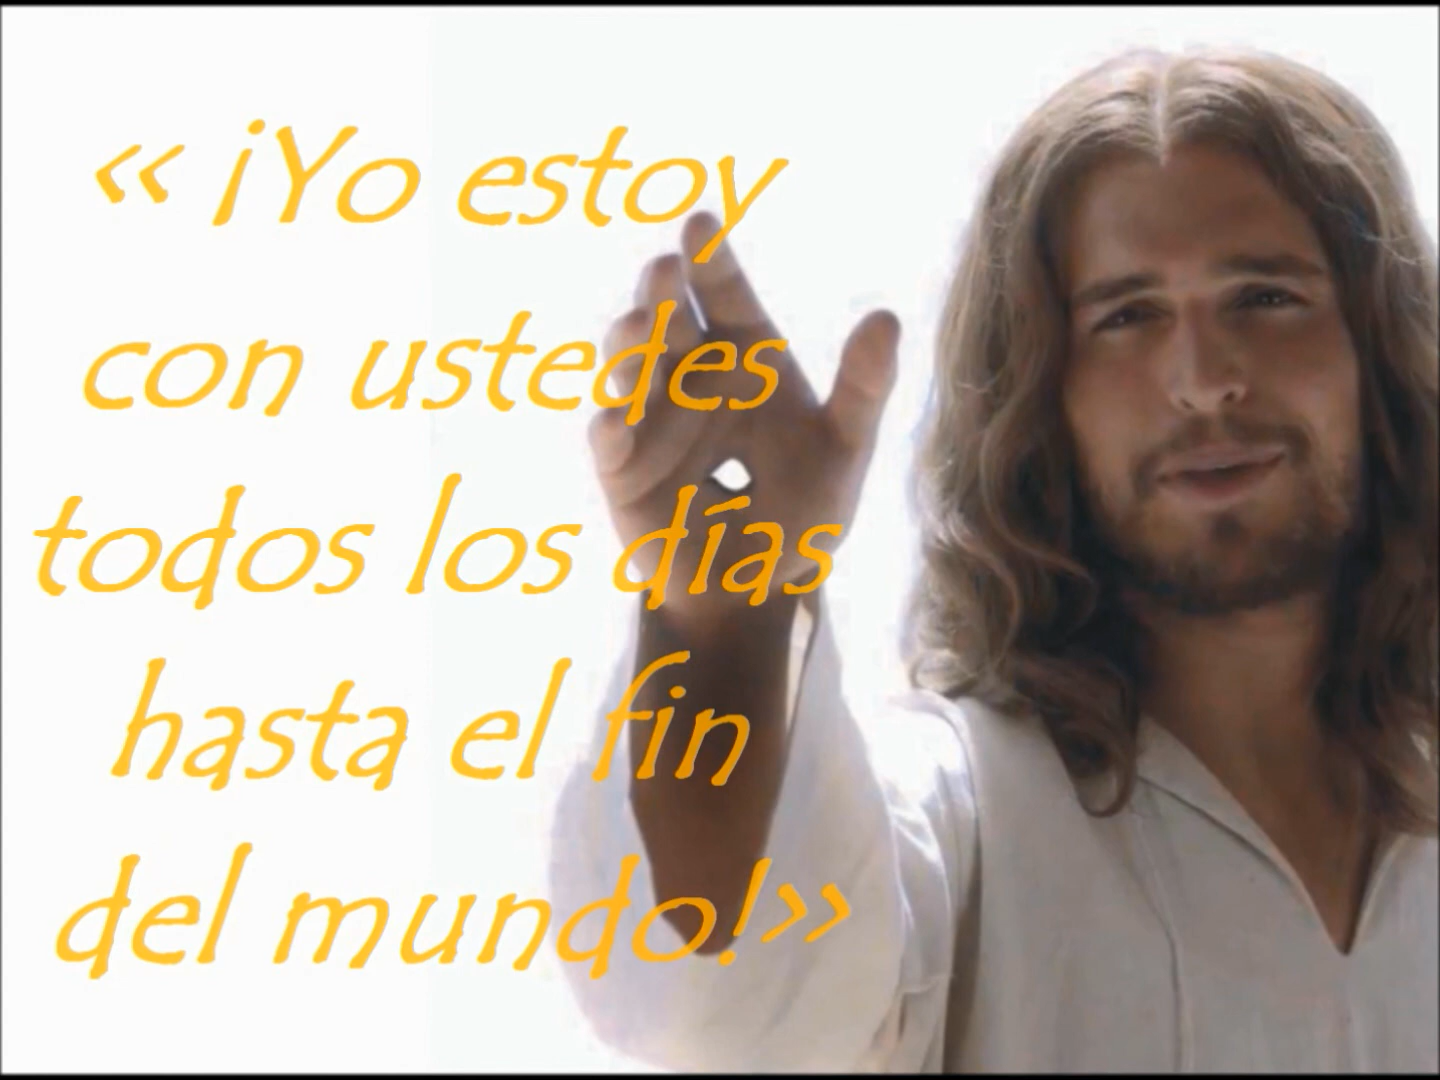 « ¡Yo estoy
con ustedes
todos los días
hasta el fin
del mundo!»